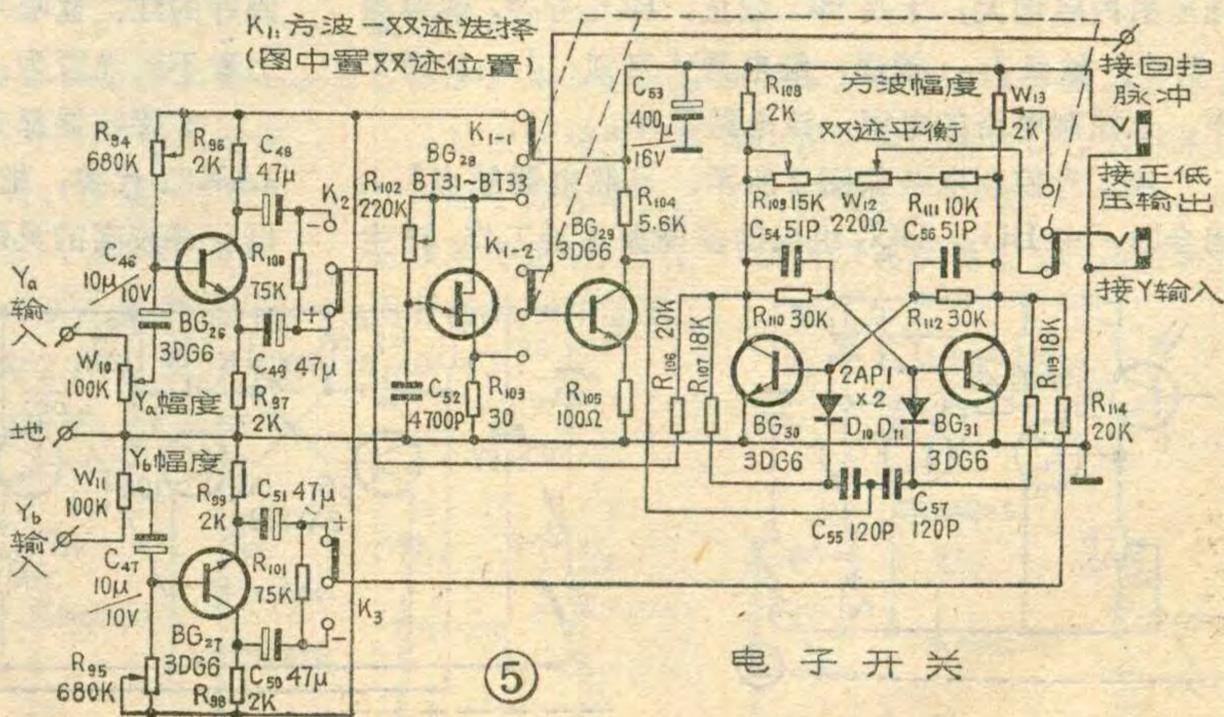 K₁: 方波—双迹选择
(图中置双迹位置)
接回扫
脉冲
接正低
压输出
接Y输入
C₅₃
400μ
/16V
R₁₀₈
2K
方波幅度
W₁₃
2K
双迹平衡
R₉₄
680K
R₉₆
2K
C₄₈
47μ
K₂
−
+
K₁₋₁
BG₂₈
BT31~BT33
R₁₀₂
220K
K₁₋₂
R₁₀₄
5.6K
BG₂₉
3DG6
R₁₀₉ 15K
W₁₂
220Ω
R₁₁₁ 10K
C₅₄ 51P
C₅₆ 51P
C₄₆
10μ
/10V
R₁₀₀
75K
Ya
输
入
BG₂₆
3DG6
C₄₉ 47μ
W₁₀
100K
Ya幅度
R₉₇
2K
C₅₂
4700P
R₁₀₃
30
R₁₀₅
100Ω
R₁₀₆ 20K
R₁₀₇ 18K
R₁₁₀ 30K
R₁₁₂ 30K
2AP1
×2
D₁₀ D₁₁
BG₃₀
3DG6
BG₃₁
3DG6
R₁₁₃ 18K
R₁₁₄
20K
地
Yb幅度
W₁₁
100K
R₉₉
2K
C₅₁ 47μ
+
C₅₅ 120P
C₅₇
120P
Yb
输
入
C₄₇
10μ
/10V
R₁₀₁
75K
K₃
−
BG₂₇
3DG6
C₅₀ 47μ
R₉₅
680K
R₉₈
2K
⑤
电子开关